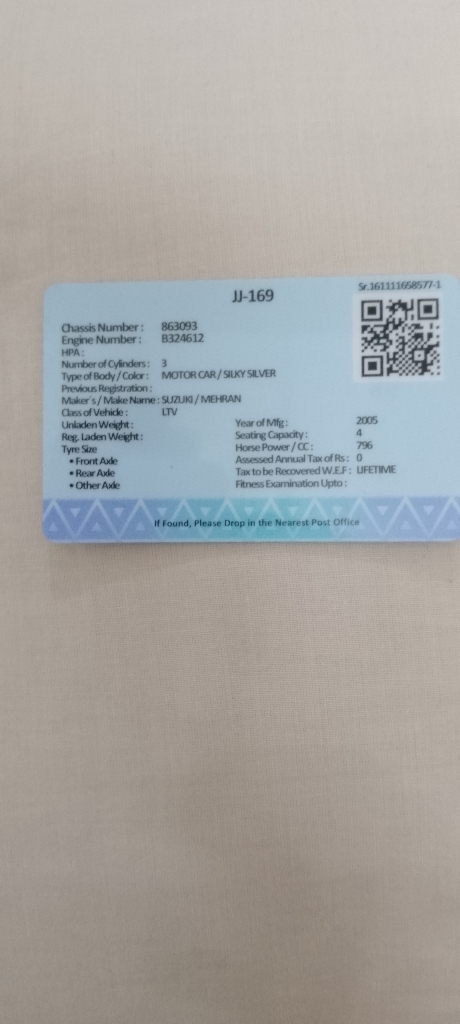 JJ-169
Sr.161111658577-1
Chassis Number : 863093
Engine Number : B324612
HPA :
Number of Cylinders : 3
Type of Body / Color : MOTOR CAR / SILKY SILVER
Previous Registration :
Maker's / Make Name : SUZUKI / MEHRAN
Class of Vehicle : LTV
Unladen Weight :
Reg. Laden Weight :
Tyre Size
• Front Axle
• Rear Axle
• Other Axle
Year of Mfg : 2005
Seating Capacity : 4
Horse Power / CC : 796
Assessed Annual Tax of Rs : 0
Tax to be Recovered W.E.F : LIFETIME
Fitness Examination Upto :
If Found, Please Drop in the Nearest Post Office